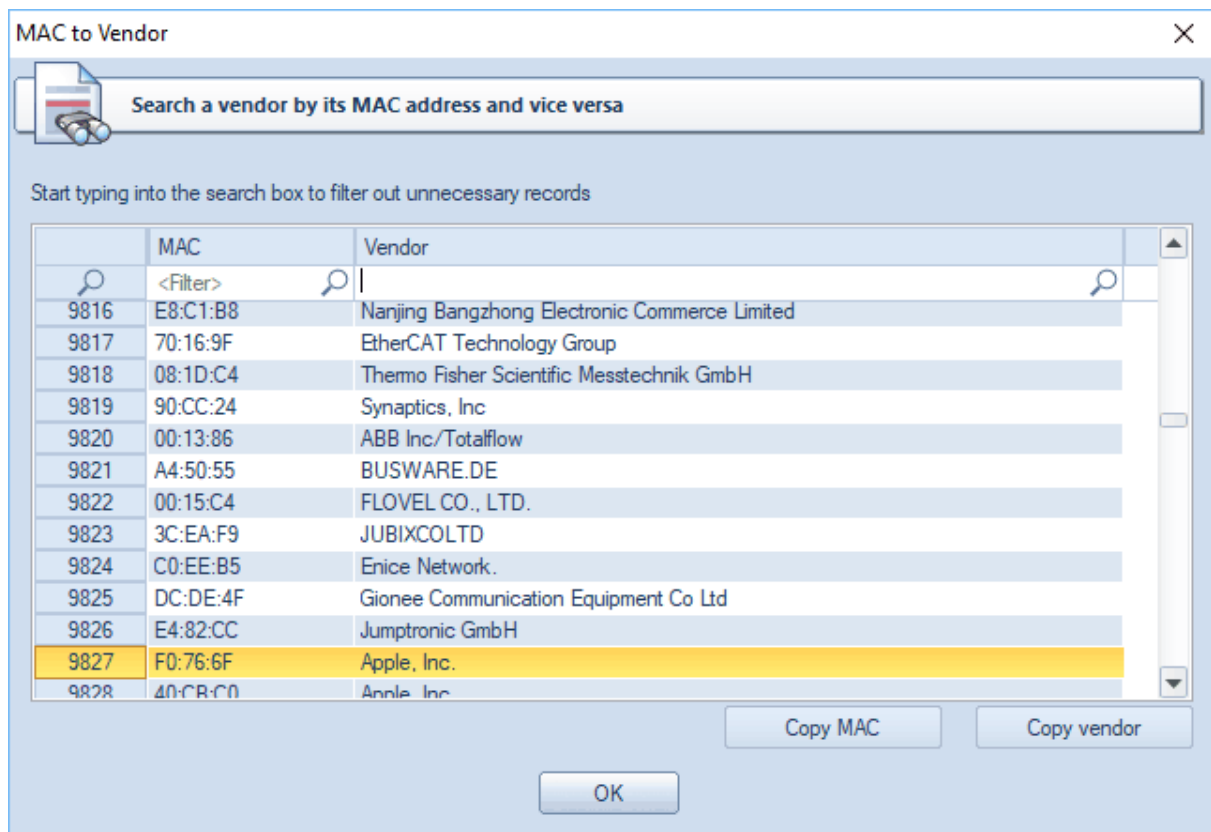 MAC to Vendor
Search a vendor by its MAC address and vice versa
Start typing into the search box to filter out unnecessary records
MAC Vendor
<Filter>
9816 E8:C1:B8 Nanjing Bangzhong Electronic Commerce Limited
9817 70:16:9F EtherCAT Technology Group
9818 08:1D:C4 Thermo Fisher Scientific Messtechnik GmbH
9819 90:CC:24 Synaptics, Inc
9820 00:13:86 ABB Inc/Totalflow
9821 A4:50:55 BUSWARE.DE
9822 00:15:C4 FLOVEL CO., LTD.
9823 3C:EA:F9 JUBIXCOLTD
9824 C0:EE:B5 Enice Network.
9825 DC:DE:4F Gionee Communication Equipment Co Ltd
9826 E4:82:CC Jumptronic GmbH
9827 F0:76:6F Apple, Inc.
9828 40:CB:C0 Apple, Inc.
Copy MAC Copy vendor
OK